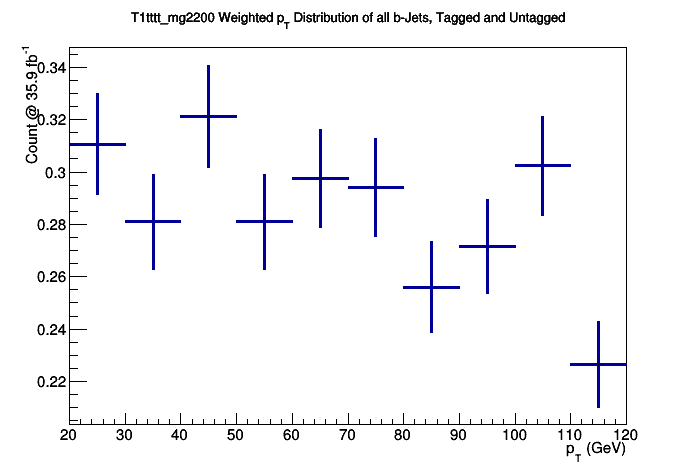 T1tttt_mg2200 Weighted pT Distribution of all b-Jets, Tagged and Untagged
Count @ 35.9 fb-1
0.34
0.32
0.3
0.28
0.26
0.24
0.22
20 30 40 50 60 70 80 90 100 110 120
pT (GeV)